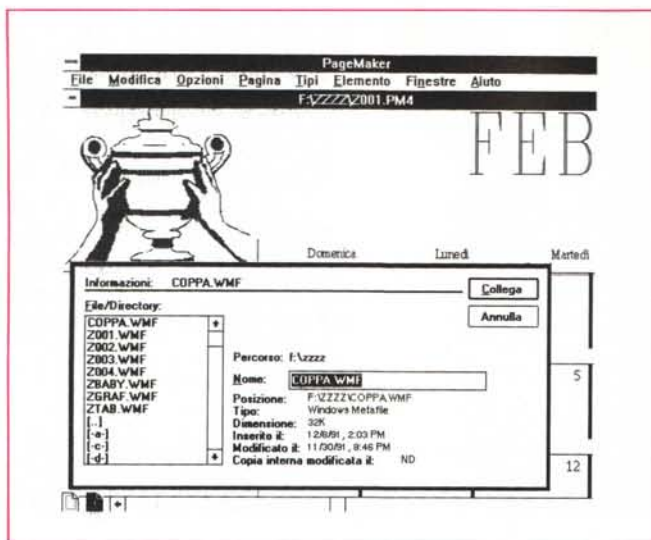 PageMaker
File Modifica Opzioni Pagina Tipi Elemento Finestre Aiuto
F:\ZZZZ\Z001.PM4
FEB
Domenica Lunedì Martedì
Informazioni: COPPA.WMF
Collega
Annulla
File/Directory:
COPPA.WMF
Z001.WMF
Z002.WMF
Z003.WMF
Z004.WMF
ZBABY.WMF
ZGRAF.WMF
ZTAB.WMF
[..]
[-a-]
[-c-]
[-d-]
Percorso: f:\zzzz
Nome: COPPA.WMF
Posizione: F:\ZZZZ\COPPA.WMF
Tipo: Windows Metafile
Dimensione: 32K
Inserito il: 12/8/91, 2:03 PM
Modificato il: 11/30/91, 8:46 PM
Copia interna modificata il: ND
5
12